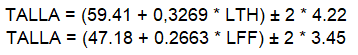 TALLA = (59.41 + 0,3269 * LTH) ± 2 * 4.22
TALLA = (47.18 + 0.2663 * LFF) ± 2 * 3.45